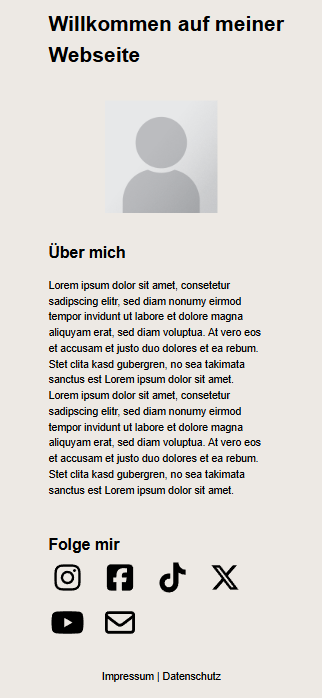 Willkommen auf meiner
Webseite
Über mich
Lorem ipsum dolor sit amet, consetetur
sadipscing elitr, sed diam nonumy eirmod
tempor invidunt ut labore et dolore magna
aliquyam erat, sed diam voluptua. At vero eos
et accusam et justo duo dolores et ea rebum.
Stet clita kasd gubergren, no sea takimata
sanctus est Lorem ipsum dolor sit amet.
Lorem ipsum dolor sit amet, consetetur
sadipscing elitr, sed diam nonumy eirmod
tempor invidunt ut labore et dolore magna
aliquyam erat, sed diam voluptua. At vero eos
et accusam et justo duo dolores et ea rebum.
Stet clita kasd gubergren, no sea takimata
sanctus est Lorem ipsum dolor sit amet.
Folge mir
Impressum | Datenschutz